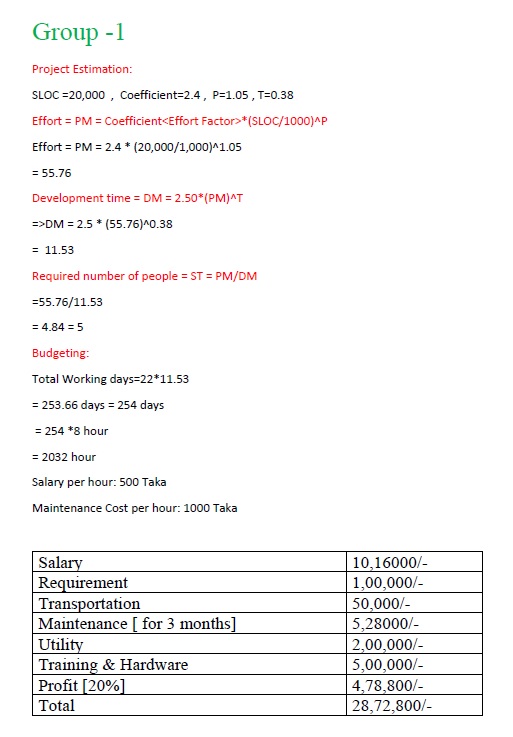 Group -1
Project Estimation:
SLOC =20,000 , Coefficient=2.4 , P=1.05 , T=0.38
Effort = PM = Coefficient<Effort Factor>*(SLOC/1000)^P
Effort = PM = 2.4 * (20,000/1,000)^1.05
= 55.76
Development time = DM = 2.50*(PM)^T
=>DM = 2.5 * (55.76)^0.38
= 11.53
Required number of people = ST = PM/DM
=55.76/11.53
= 4.84 = 5
Budgeting:
Total Working days=22*11.53
= 253.66 days = 254 days
= 254 *8 hour
= 2032 hour
Salary per hour: 500 Taka
Maintenance Cost per hour: 1000 Taka
Salary 10,16000/-
Requirement 1,00,000/-
Transportation 50,000/-
Maintenance [ for 3 months] 5,28000/-
Utility 2,00,000/-
Training & Hardware 5,00,000/-
Profit [20%] 4,78,800/-
Total 28,72,800/-